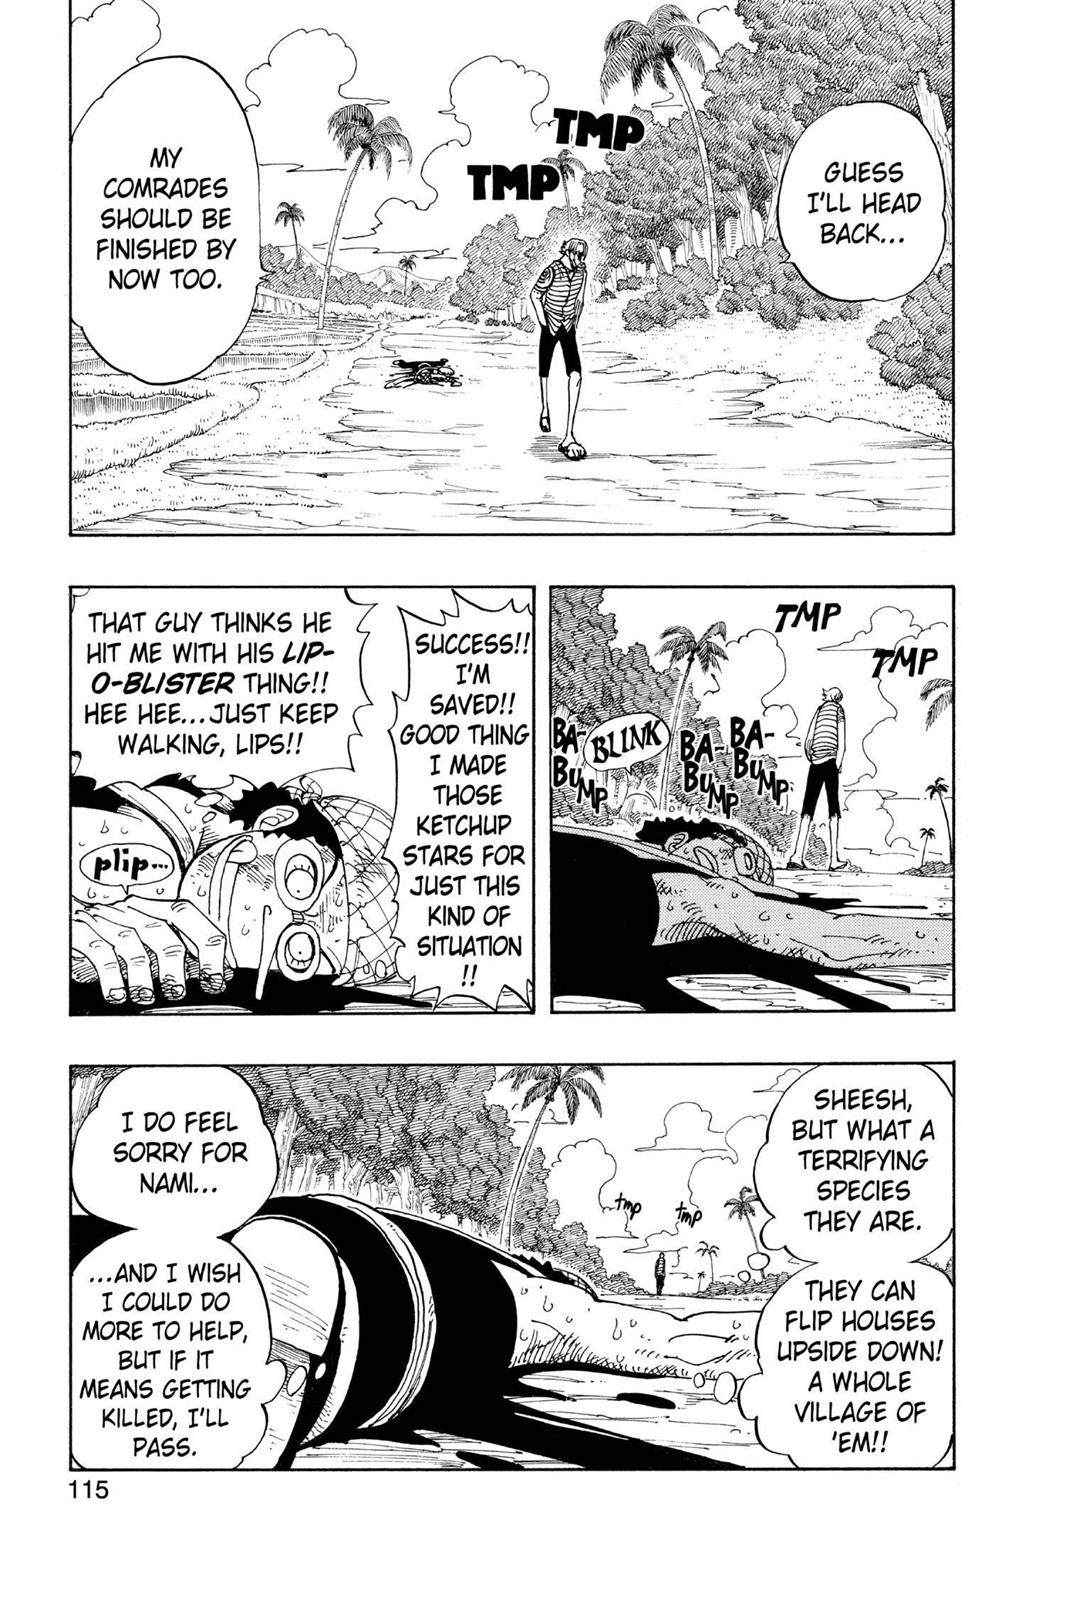 GUESS
I'LL HEAD
BACK...
TMP
TMP
MY
COMRADES
SHOULD BE
FINISHED BY
NOW TOO.
TMP
TMP
BA-
BUMP
BLINK
BA-
BUMP
BA-
BUMP
SUCCESS!!
I'M
SAVED!!
GOOD THING
I MADE
THOSE
KETCHUP
STARS FOR
JUST THIS
KIND OF
SITUATION
!!
THAT GUY THINKS HE
HIT ME WITH HIS LIP-
O-BLISTER THING!!
HEE HEE...JUST KEEP
WALKING, LIPS!!
plip...
SHEESH,
BUT WHAT A
TERRIFYING
SPECIES
THEY ARE.
THEY CAN
FLIP HOUSES
UPSIDE DOWN!
A WHOLE
VILLAGE OF
'EM!!
tmp
tmp
I DO FEEL
SORRY FOR
NAMI...
...AND I WISH
I COULD DO
MORE TO HELP,
BUT IF IT
MEANS GETTING
KILLED, I'LL
PASS.
115